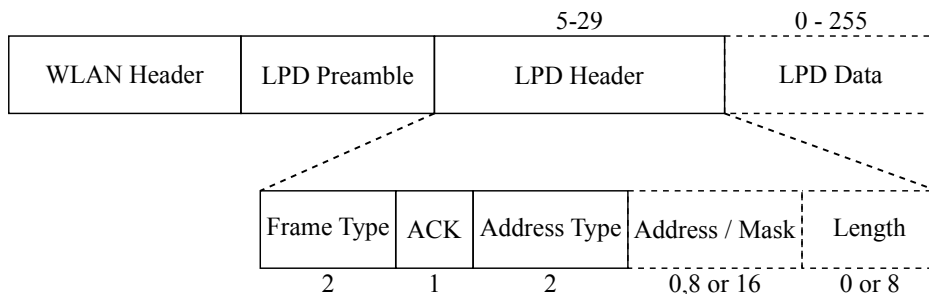 5-29 0 - 255
WLAN Header LPD Preamble LPD Header LPD Data
Frame Type ACK Address Type Address / Mask Length
2 1 2 0,8 or 16 0 or 8